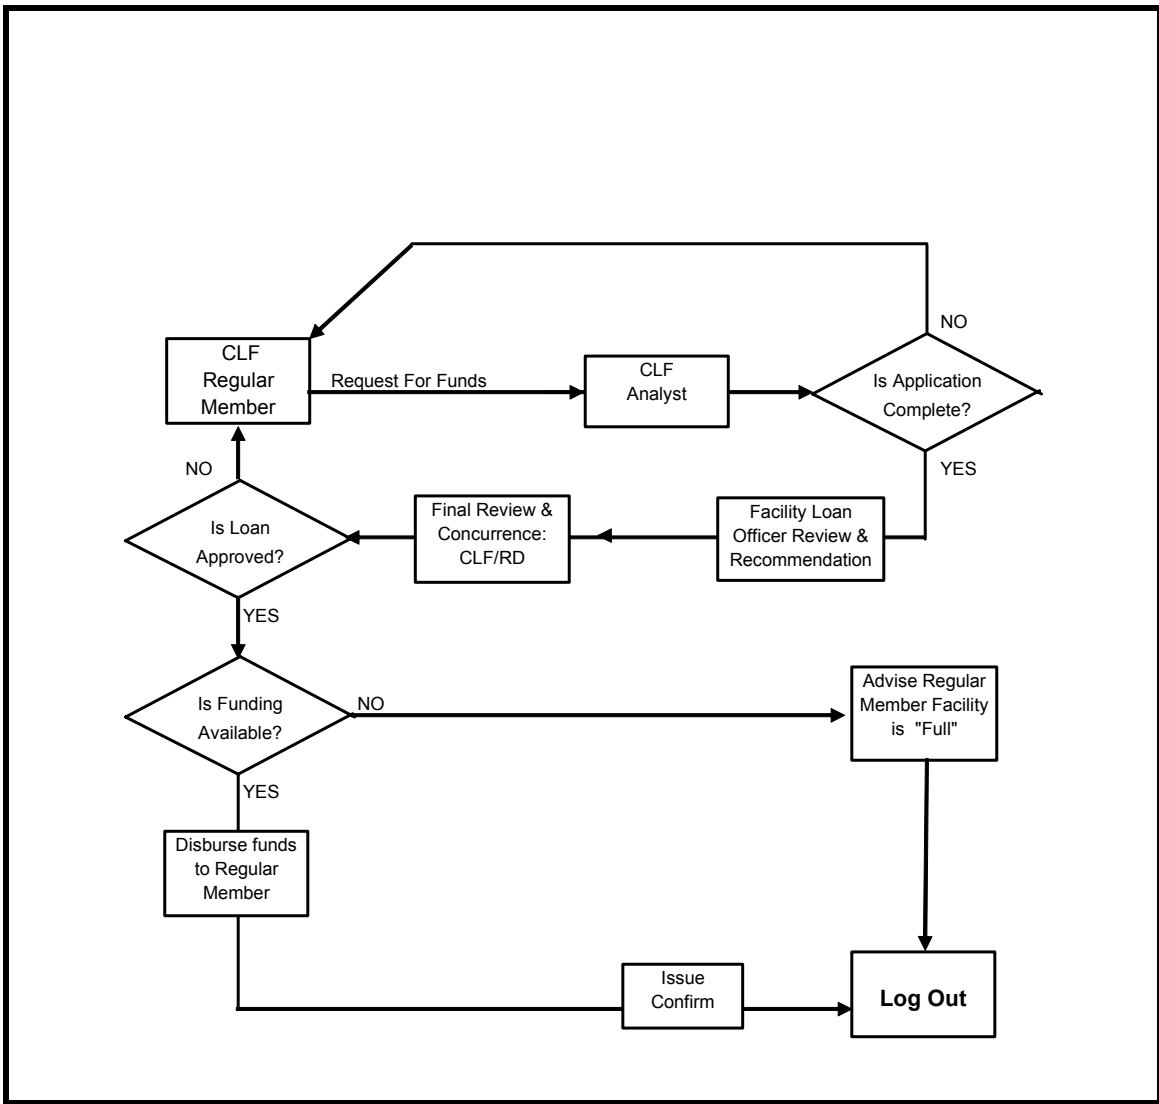 NO
CLF
Regular
Member
Request For Funds
CLF
Analyst
Is Application
Complete?
YES
NO
Is Loan
Approved?
Final Review &
Concurrence:
CLF/RD
Facility Loan
Officer Review &
Recommendation
YES
Is Funding
Available?
NO
Advise Regular
Member Facility
is "Full"
YES
Disburse funds
to Regular
Member
Issue
Confirm
Log Out